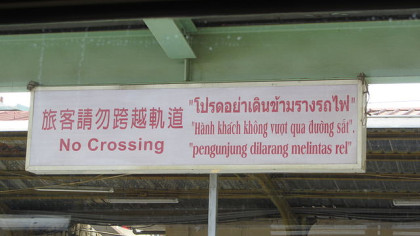 旅客請勿跨越軌道
No Crossing
"โปรดอย่าเดินข้ามรางรถไฟ"
"Hành khách không vượt qua đường sắt",
"pengunjung dilarang melintas rel"